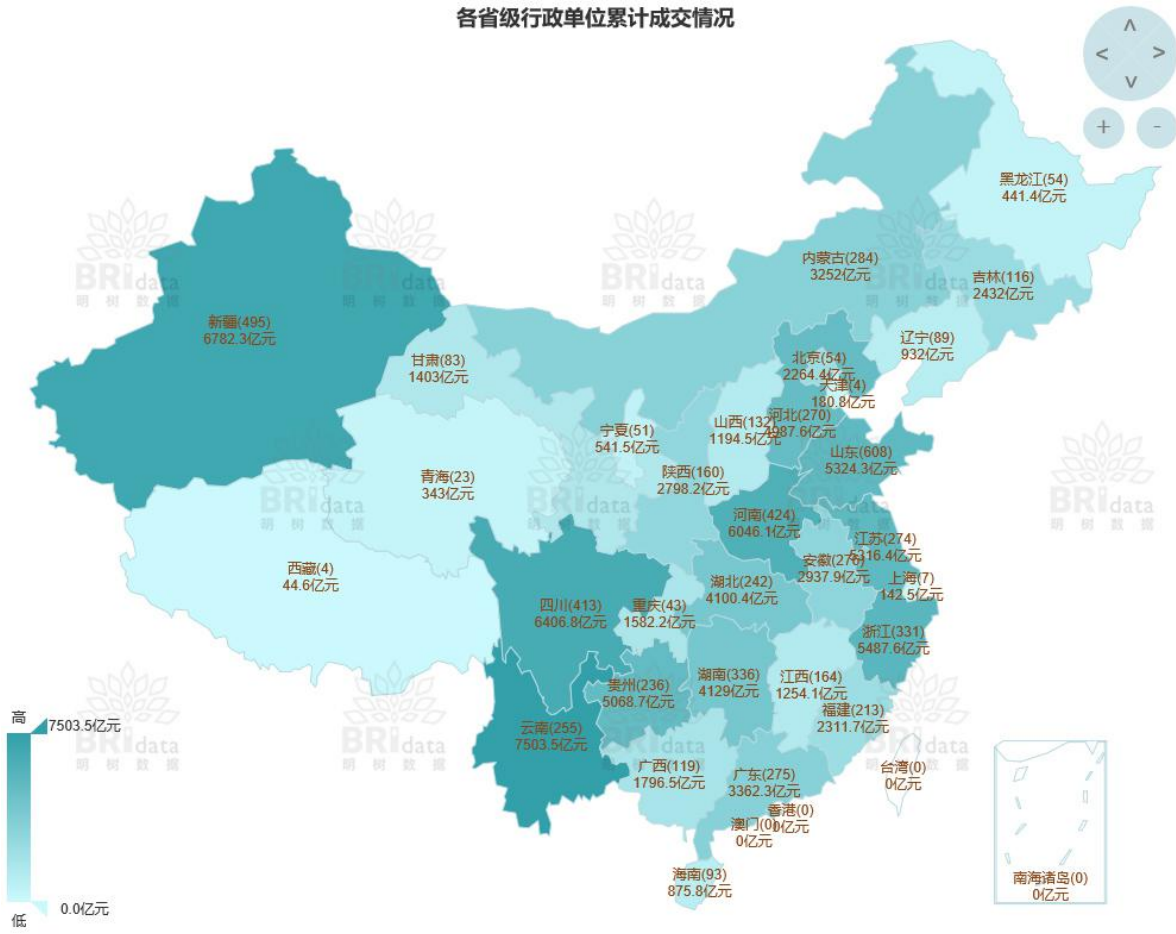 各省级行政单位累计成交情况
黑龙江(54)
441.4亿元
内蒙古(284)
3252亿元
吉林(116)
2432亿元
新疆(495)
6782.3亿元
辽宁(89)
932亿元
甘肃(83)
1403亿元
北京(54)
2264.4亿元
天津(4)
180.8亿元
河北(270)
4987.6亿元
山西(132)
1194.5亿元
宁夏(51)
541.5亿元
山东(608)
5324.3亿元
青海(23)
343亿元
陕西(160)
2798.2亿元
河南(424)
6046.1亿元
江苏(274)
5316.4亿元
安徽(276)
2937.9亿元
西藏(4)
44.6亿元
湖北(242)
4100.4亿元
上海(7)
142.5亿元
四川(413)
6406.8亿元
重庆(43)
1582.2亿元
浙江(331)
5487.6亿元
湖南(336)
4129亿元
江西(164)
1254.1亿元
贵州(236)
5068.7亿元
福建(213)
2311.7亿元
云南(255)
7503.5亿元
广西(119)
1796.5亿元
广东(275)
3362.3亿元
台湾(0)
0亿元
香港(0)
0亿元
澳门(0)
0亿元
海南(93)
875.8亿元
南海诸岛(0)
0亿元
高
7503.5亿元
0.0亿元
低
BRIdata
明树数据